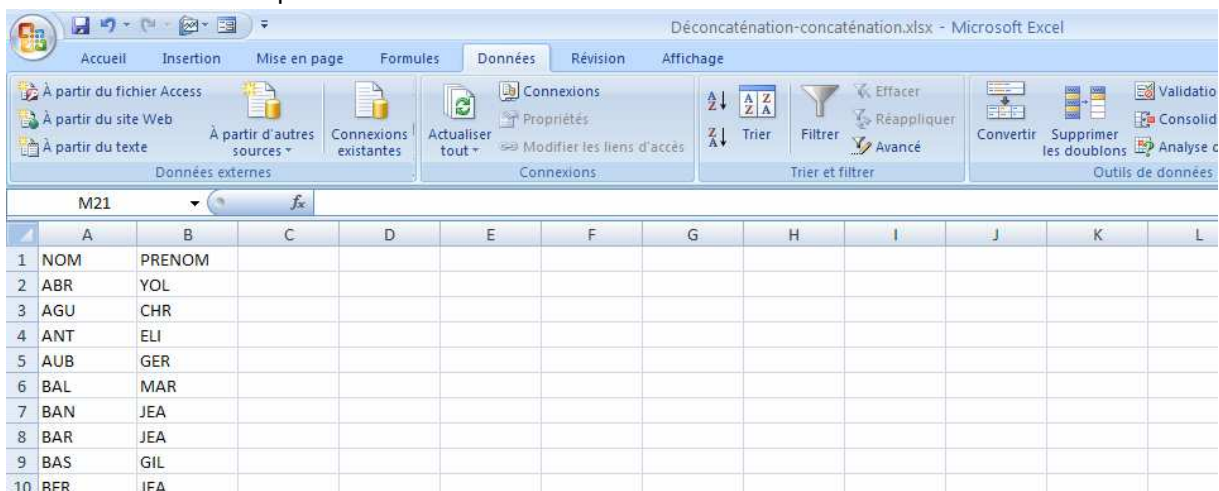 Déconcaténation-concaténation.xlsx - Microsoft Excel
Accueil Insertion Mise en page Formules Données Révision Affichage
À partir du fichier Access
À partir du site Web
À partir du texte
À partir d'autres
sources
Connexions
existantes
Données externes
Actualiser
tout
Connexions
Propriétés
Modifier les liens d'accès
Connexions
Trier
Filtrer
Effacer
Réappliquer
Avancé
Trier et filtrer
Convertir
Supprimer
les doublons
Validatio
Consolid
Analyse
Outils de données
M21 fx
A B C D E F G H I J K L
1 NOM PRENOM
2 ABR YOL
3 AGU CHR
4 ANT ELI
5 AUB GER
6 BAL MAR
7 BAN JEA
8 BAR JEA
9 BAS GIL
10 BER JEA